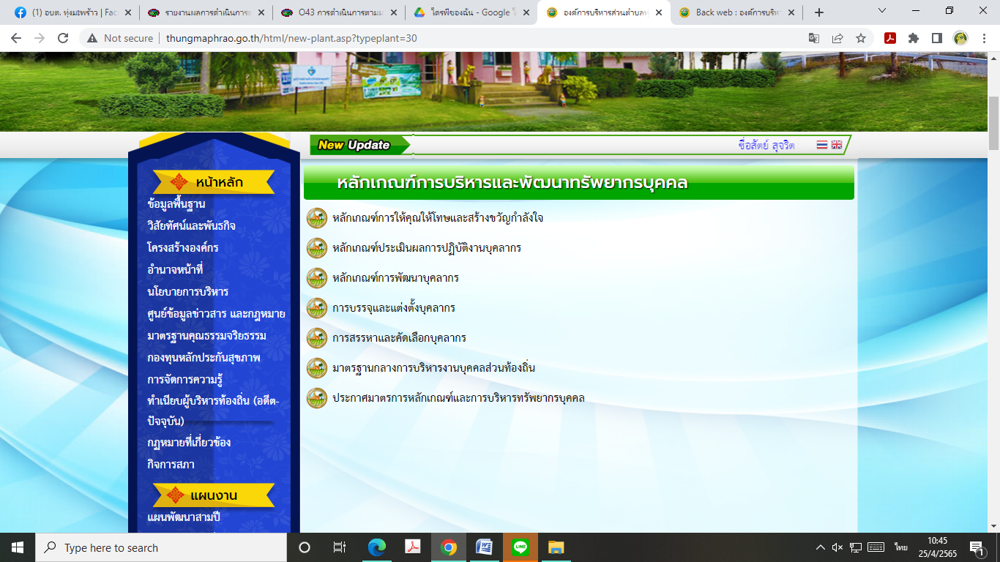 (1) อบต. ทุ่งมะพร้าว | Fac
รายงานผลการดำเนินการต
O43 การดำเนินการตามม
ไดรฟ์ของฉัน - Google
องค์การบริหารส่วนตำบล
Back web : องค์การบริห
Not secure
thungmaphrao.go.th/html/new-plant.asp?typeplant=30
New Update
ซื่อสัตย์ สุจริต
หน้าหลัก
ข้อมูลพื้นฐาน
วิสัยทัศน์และพันธกิจ
โครงสร้างองค์กร
อำนาจหน้าที่
นโยบายการบริหาร
ศูนย์ข้อมูลข่าวสาร และกฎหมาย
มาตรฐานคุณธรรมจริยธรรม
กองทุนหลักประกันสุขภาพ
การจัดการความรู้
ทำเนียบผู้บริหารท้องถิ่น (อดีต-
ปัจจุบัน)
กฏหมายที่เกี่ยวข้อง
กิจการสภา
แผนงาน
แผนพัฒนาสามปี
หลักเกณฑ์การบริหารและพัฒนาทรัพยากรบุคคล
หลักเกณฑ์การให้คุณให้โทษและสร้างขวัญกำลังใจ
หลักเกณฑ์ประเมินผลการปฏิบัติงานบุคลากร
หลักเกณฑ์การพัฒนาบุคลากร
การบรรจุและแต่งตั้งบุคลากร
การสรรหาและคัดเลือกบุคลากร
มาตรฐานกลางการบริหารงานบุคคลส่วนท้องถิ่น
ประกาศมาตรการหลักเกณฑ์และการบริหารทรัพยากรบุคคล
Type here to search
ไทย
10:45
25/4/2565
1